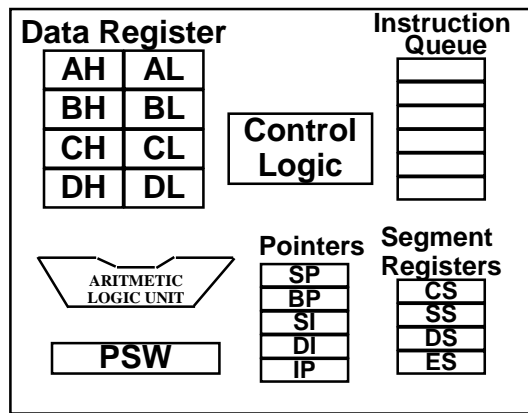 Data Register
AH AL
BH BL
CH CL
DH DL
Control
Logic
Instruction
Queue
ARITMETIC
LOGIC UNIT
PSW
Pointers
SP
BP
SI
DI
IP
Segment
Registers
CS
SS
DS
ES